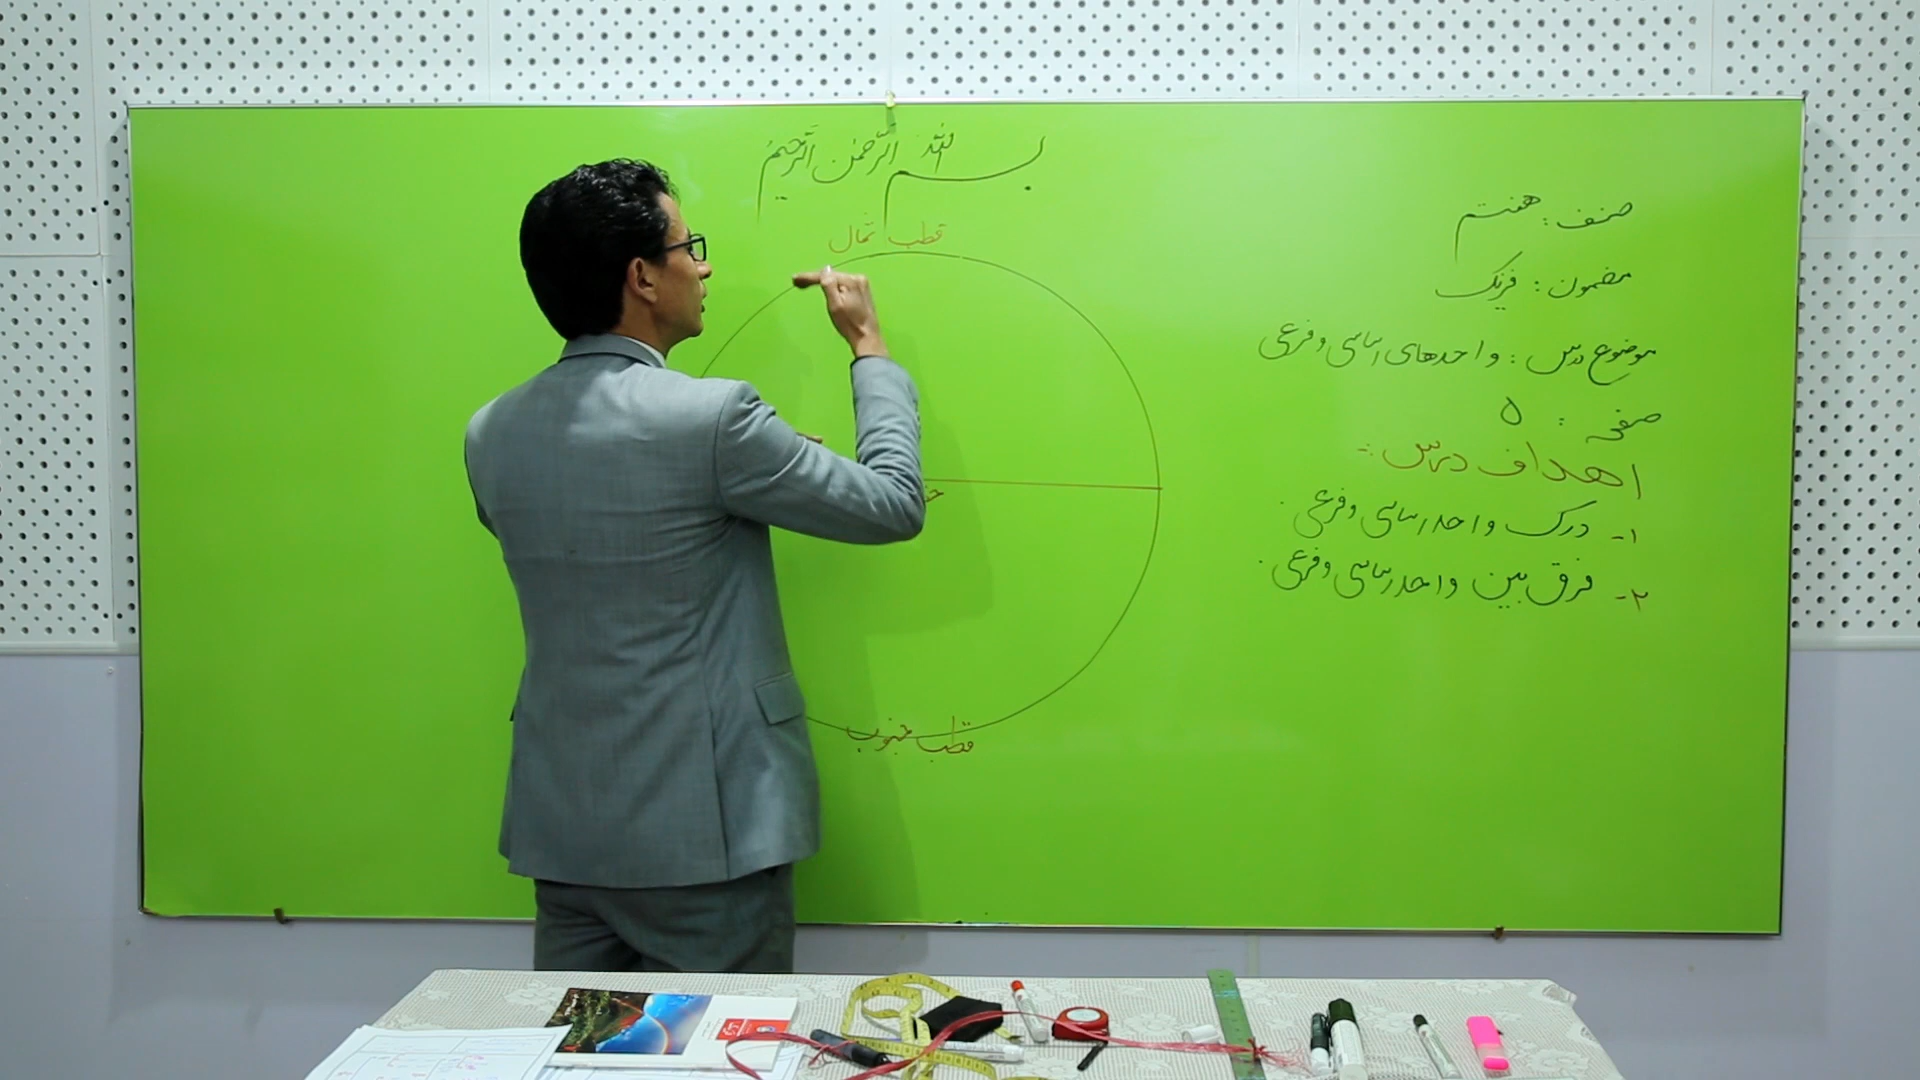 بسم الله الرحمن الرحیم
صنف: هفتم
مضمون: فزیک
موضوع درس: واحدهای اساسی و فرعی
صفحه: ۵
اهداف درس:-
۱- درک واحد اساسی و فرعی.
۲- فرق بین واحد اساسی و فرعی.
قطب شمال
قطب جنوب